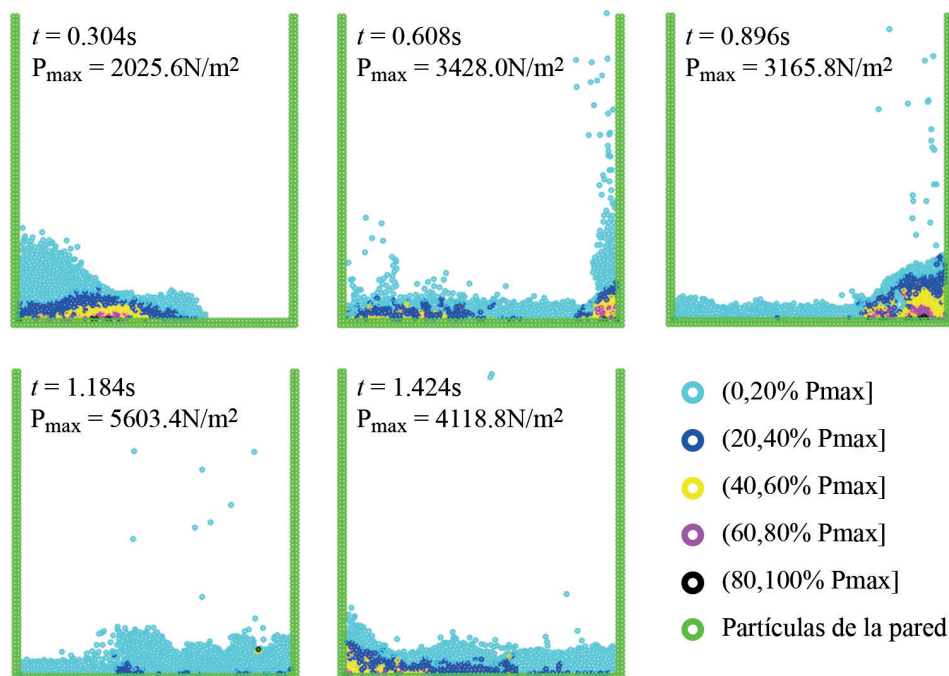 t = 0.304s
Pmax = 2025.6N/m²
t = 0.608s
Pmax = 3428.0N/m²
t = 0.896s
Pmax = 3165.8N/m²
t = 1.184s
Pmax = 5603.4N/m²
t = 1.424s
Pmax = 4118.8N/m²
(0,20% Pmax]
(20,40% Pmax]
(40,60% Pmax]
(60,80% Pmax]
(80,100% Pmax]
Partículas de la pared